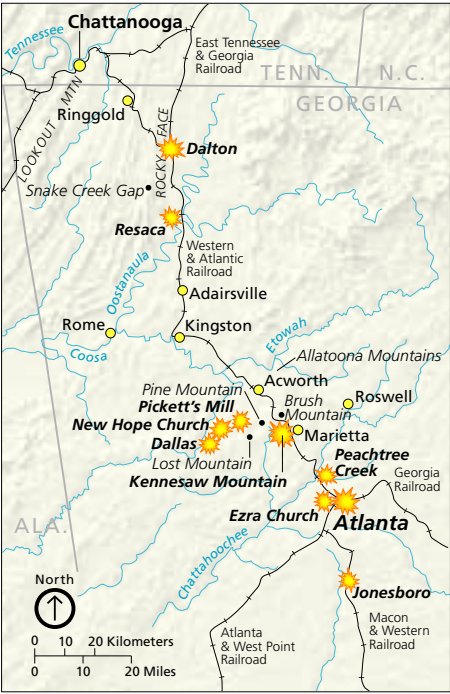 Chattanooga
Tennessee
East Tennessee
& Georgia
Railroad
TENN.
N.C.
GEORGIA
LOOKOUT MTN
Ringgold
ROCKY FACE
Dalton
Snake Creek Gap
Resaca
Western
& Atlantic
Railroad
Oostanaula
Adairsville
Rome
Kingston
Etowah
Coosa
Allatoona Mountains
Acworth
Pine Mountain
Brush
Mountain
Roswell
Pickett's Mill
New Hope Church
Marietta
Dallas
Lost Mountain
Kennesaw Mountain
Peachtree
Creek
Georgia
Railroad
Ezra Church
Atlanta
ALA.
Chattahoochee
North
Jonesboro
0 10 20 Kilometers
0 10 20 Miles
Atlanta
& West Point
Railroad
Macon
& Western
Railroad